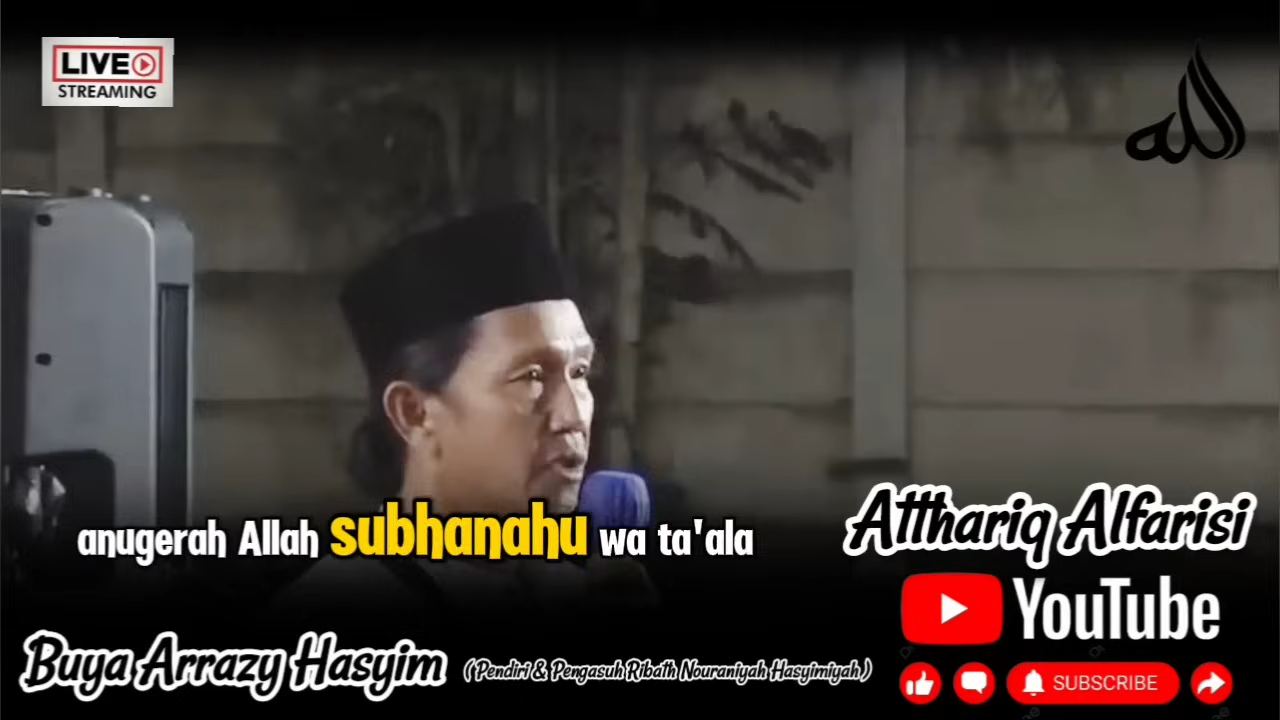 LIVE
STREAMING
الله
anugerah Allah subhanahu wa ta'ala
Atthariq Alfarisi
YouTube
Buya Arrazy Hasyim (Pendiri & Pengasuh Ribath Nouraniyah Hasyimiyah)
SUBSCRIBE